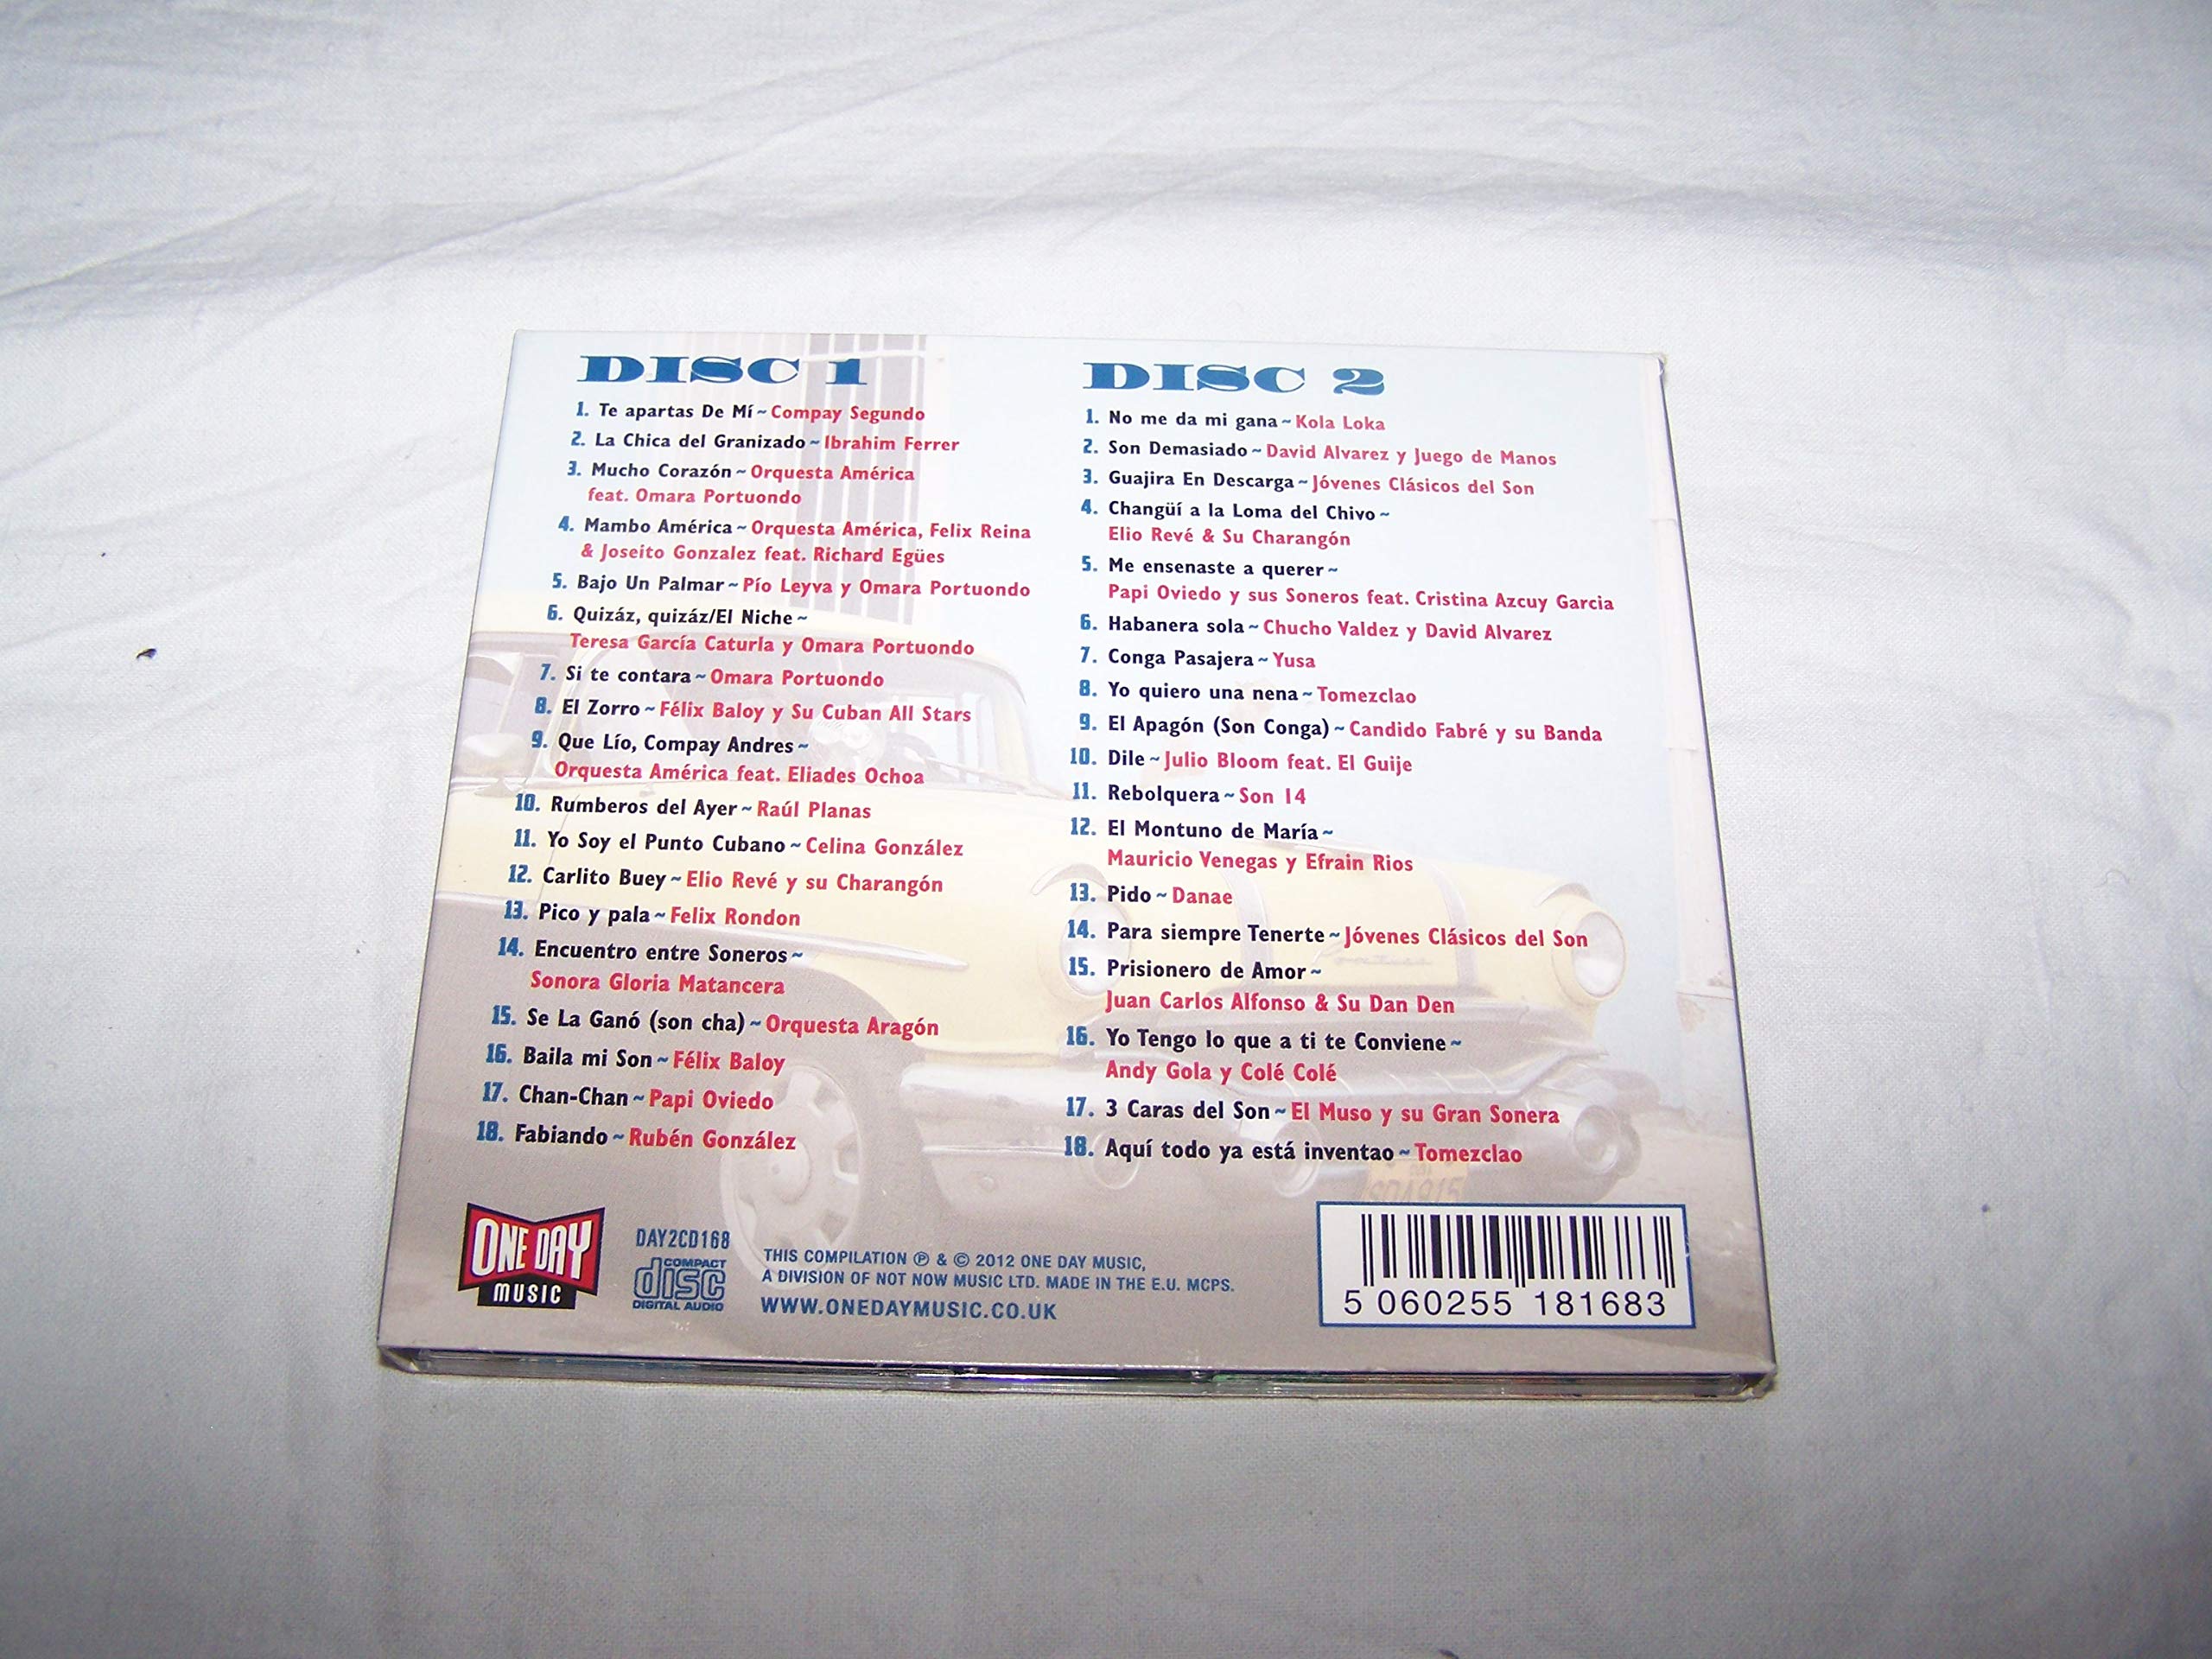 DISC 1
1. Te apartas De Mí ~ Compay Segundo
2. La Chica del Granizado ~ Ibrahim Ferrer
3. Mucho Corazón ~ Orquesta América
feat. Omara Portuondo
4. Mambo América ~ Orquesta América, Felix Reina
& Joseito Gonzalez feat. Richard Egües
5. Bajo Un Palmar ~ Pío Leyva y Omara Portuondo
6. Quizáz, quizáz/El Niche ~
Teresa García Caturla y Omara Portuondo
7. Si te contara ~ Omara Portuondo
8. El Zorro ~ Félix Baloy y Su Cuban All Stars
9. Que Lío, Compay Andres ~
Orquesta América feat. Eliades Ochoa
10. Rumberos del Ayer ~ Raúl Planas
11. Yo Soy el Punto Cubano ~ Celina González
12. Carlito Buey ~ Elio Revé y su Charangón
13. Pico y pala ~ Felix Rondon
14. Encuentro entre Soneros ~
Sonora Gloria Matancera
15. Se La Ganó (son cha) ~ Orquesta Aragón
16. Baila mi Son ~ Félix Baloy
17. Chan-Chan ~ Papi Oviedo
18. Fabiando ~ Rubén González
DISC 2
1. No me da mi gana ~ Kola Loka
2. Son Demasiado ~ David Alvarez y Juego de Manos
3. Guajira En Descarga ~ Jóvenes Clásicos del Son
4. Changüí a la Loma del Chivo ~
Elio Revé & Su Charangón
5. Me ensenaste a querer ~
Papi Oviedo y sus Soneros feat. Cristina Azcuy Garcia
6. Habanera sola ~ Chucho Valdez y David Alvarez
7. Conga Pasajera ~ Yusa
8. Yo quiero una nena ~ Tomezclao
9. El Apagón (Son Conga) ~ Candido Fabré y su Banda
10. Dile ~ Julio Bloom feat. El Guije
11. Rebolquera ~ Son 14
12. El Montuno de María ~
Mauricio Venegas y Efrain Rios
13. Pido ~ Danae
14. Para siempre Tenerte ~ Jóvenes Clásicos del Son
15. Prisionero de Amor ~
Juan Carlos Alfonso & Su Dan Den
16. Yo Tengo lo que a ti te Conviene ~
Andy Gola y Colé Colé
17. 3 Caras del Son ~ El Muso y su Gran Sonera
18. Aquí todo ya está inventao ~ Tomezclao
ONE DAY
MUSIC
DAY2CD168
COMPACT
disc
DIGITAL AUDIO
THIS COMPILATION ℗ & © 2012 ONE DAY MUSIC,
A DIVISION OF NOT NOW MUSIC LTD. MADE IN THE E.U. MCPS.
WWW.ONEDAYMUSIC.CO.UK
5 060255 181683